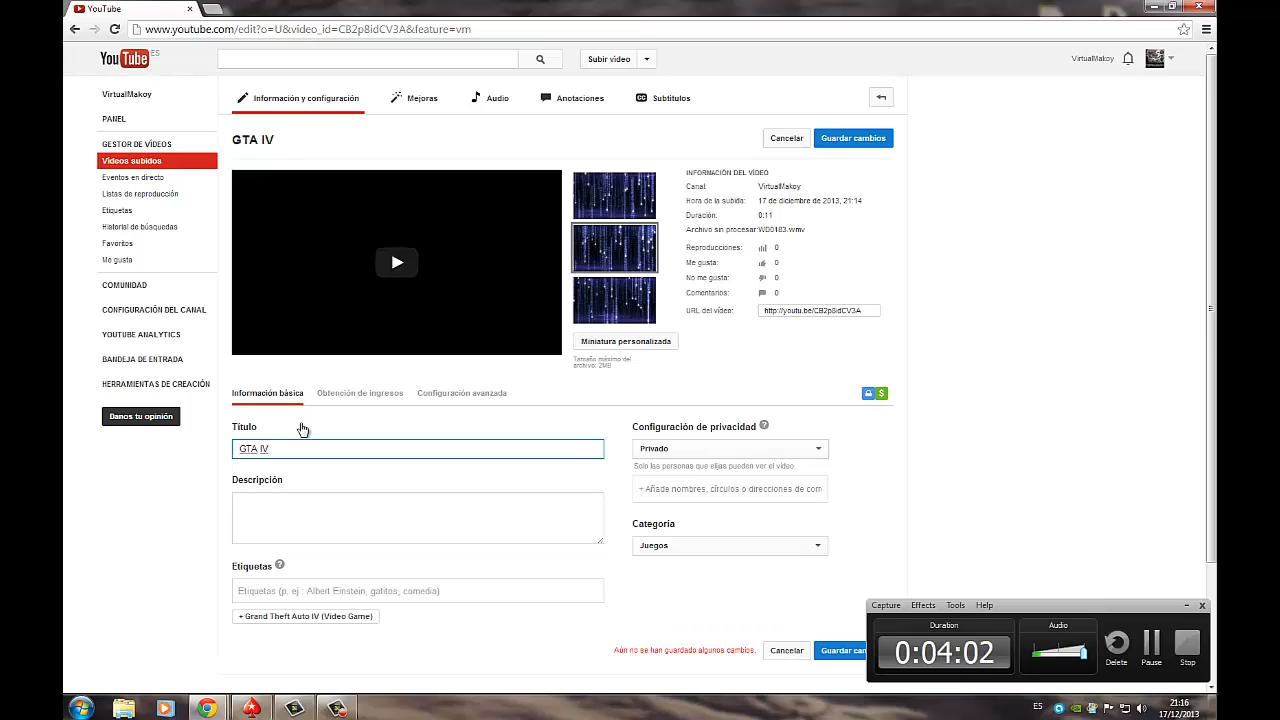 YouTube
www.youtube.com/edit?o=U&video_id=CB2p8idCV3A&feature=vm
YouTube ES
Subir vídeo
VirtualMakoy
VirtualMakoy
PANEL
GESTOR DE VÍDEOS
Vídeos subidos
Eventos en directo
Listas de reproducción
Etiquetas
Historial de búsquedas
Favoritos
Me gusta
COMUNIDAD
CONFIGURACIÓN DEL CANAL
YOUTUBE ANALYTICS
BANDEJA DE ENTRADA
HERRAMIENTAS DE CREACIÓN
Danos tu opinión
Información y configuración
Mejoras
Audio
Anotaciones
CC Subtítulos
GTA IV
Cancelar
Guardar cambios
INFORMACIÓN DEL VÍDEO
Canal: VirtualMakoy
Hora de la subida: 17 de diciembre de 2013, 21:14
Duración: 0:11
Archivo sin procesar: WD0183.wmv
Reproducciones: 0
Me gusta: 0
No me gusta: 0
Comentarios: 0
URL del vídeo: http://youtu.be/CB2p8idCV3A
Miniatura personalizada
Tamaño máximo del
archivo: 2MB
Información básica
Obtención de ingresos
Configuración avanzada
$
Título
GTA IV
Descripción
Etiquetas ?
Etiquetas (p. ej.: Albert Einstein, gatitos, comedia)
+ Grand Theft Auto IV (Video Game)
Configuración de privacidad ?
Privado
Solo las personas que elijas pueden ver el vídeo
+ Añade nombres, círculos o direcciones de corr
Categoría
Juegos
Aún no se han guardado algunos cambios.
Cancelar
Guardar cam
Capture Effects Tools Help
Duration
0:04:02
Audio
Delete
Pause
Stop
ES
21:16
17/12/2013